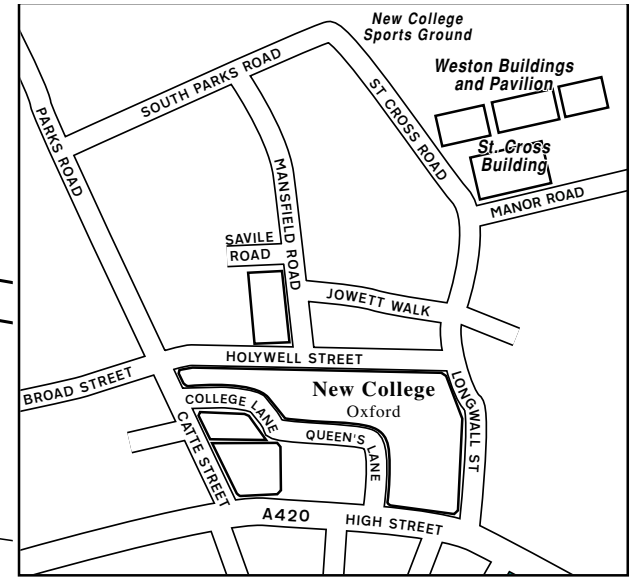 New College
Sports Ground
Weston Buildings
and Pavilion
SOUTH PARKS ROAD
ST CROSS ROAD
PARKS ROAD
St. Cross
Building
MANOR ROAD
MANSFIELD ROAD
SAVILE
ROAD
JOWETT WALK
HOLYWELL STREET
BROAD STREET
New College
Oxford
LONGWALL ST
COLLEGE LANE
QUEEN'S LANE
CATTE STREET
A420
HIGH STREET